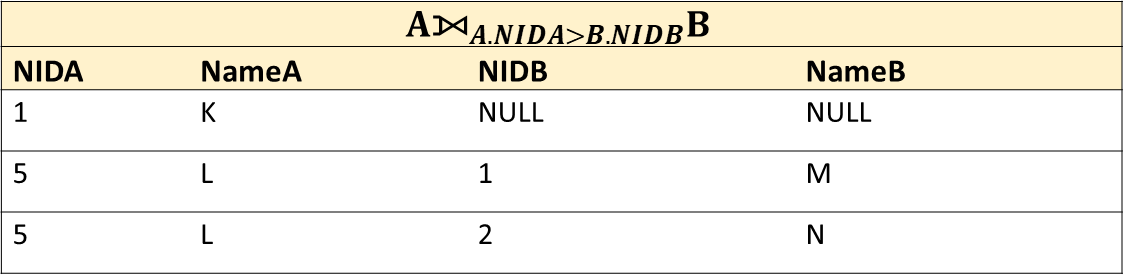 A⟕A.NIDA>B.NIDB B
NIDA NameA NIDB NameB
1 K NULL NULL
5 L 1 M
5 L 2 N